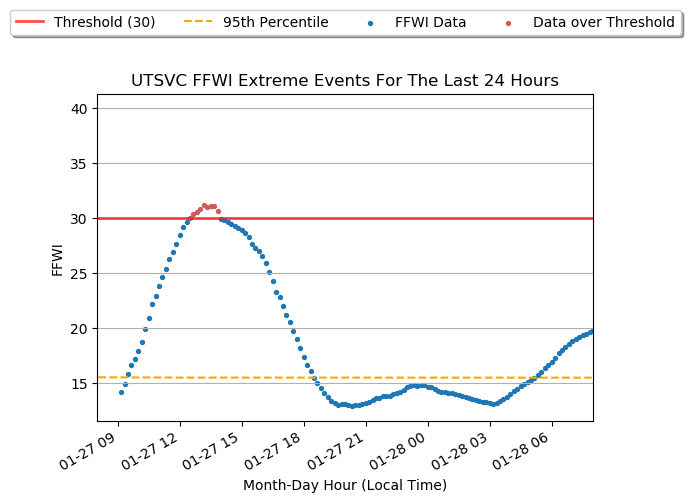 Threshold (30) 95th Percentile FFWI Data Data over Threshold
UTSVC FFWI Extreme Events For The Last 24 Hours
40
35
30
25
20
15
FFWI
01-27 09 01-27 12 01-27 15 01-27 18 01-27 21 01-28 00 01-28 03 01-28 06
Month-Day Hour (Local Time)